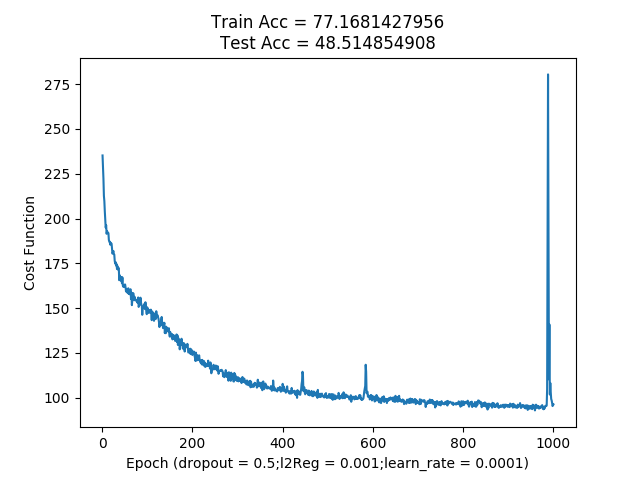 Train Acc = 77.1681427956
Test Acc = 48.514854908
275
250
225
200
175
150
125
100
Cost Function
0 200 400 600 800 1000
Epoch (dropout = 0.5;l2Reg = 0.001;learn_rate = 0.0001)